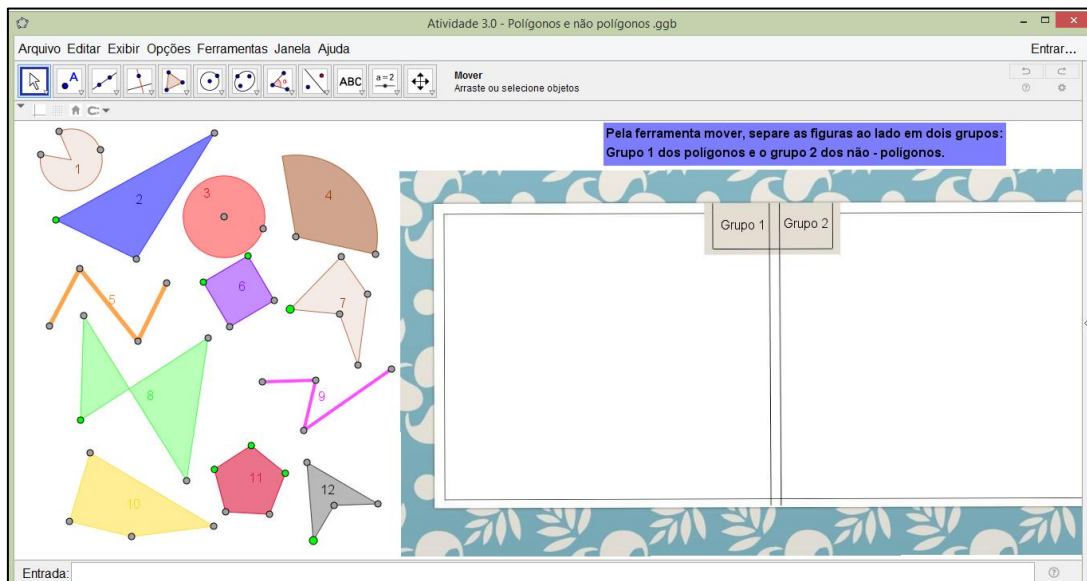 Atividade 3.0 - Polígonos e não polígonos .ggb
Arquivo Editar Exibir Opções Ferramentas Janela Ajuda
Entrar...
ABC
a=2
A
Mover
Arraste ou selecione objetos
Pela ferramenta mover, separe as figuras ao lado em dois grupos:
Grupo 1 dos polígonos e o grupo 2 dos não - polígonos.
Grupo 1
Grupo 2
1
2
3
4
5
6
7
8
9
10
11
12
Entrada: